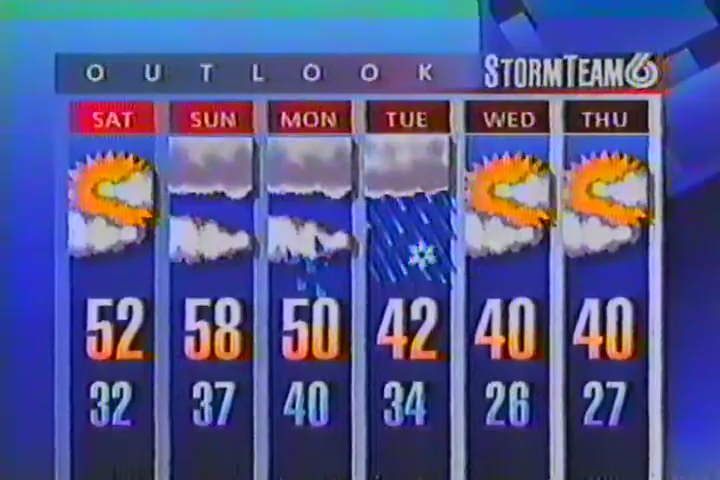 OUTLOOK STORMTEAM6
SAT SUN MON TUE WED THU
52 58 50 42 40 40
32 37 40 34 26 27